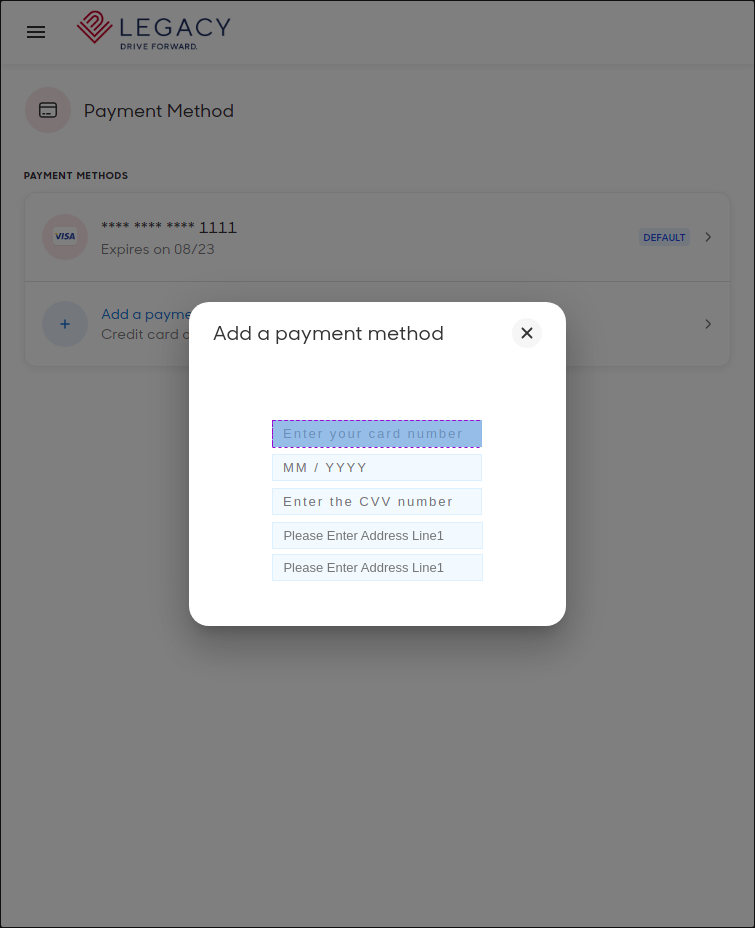 LEGACY
DRIVE FORWARD.
Payment Method
PAYMENT METHODS
VISA
**** **** **** 1111
Expires on 08/23
DEFAULT
Add a payme
Credit card
Add a payment method
Enter your card number
MM / YYYY
Enter the CVV number
Please Enter Address Line1
Please Enter Address Line1